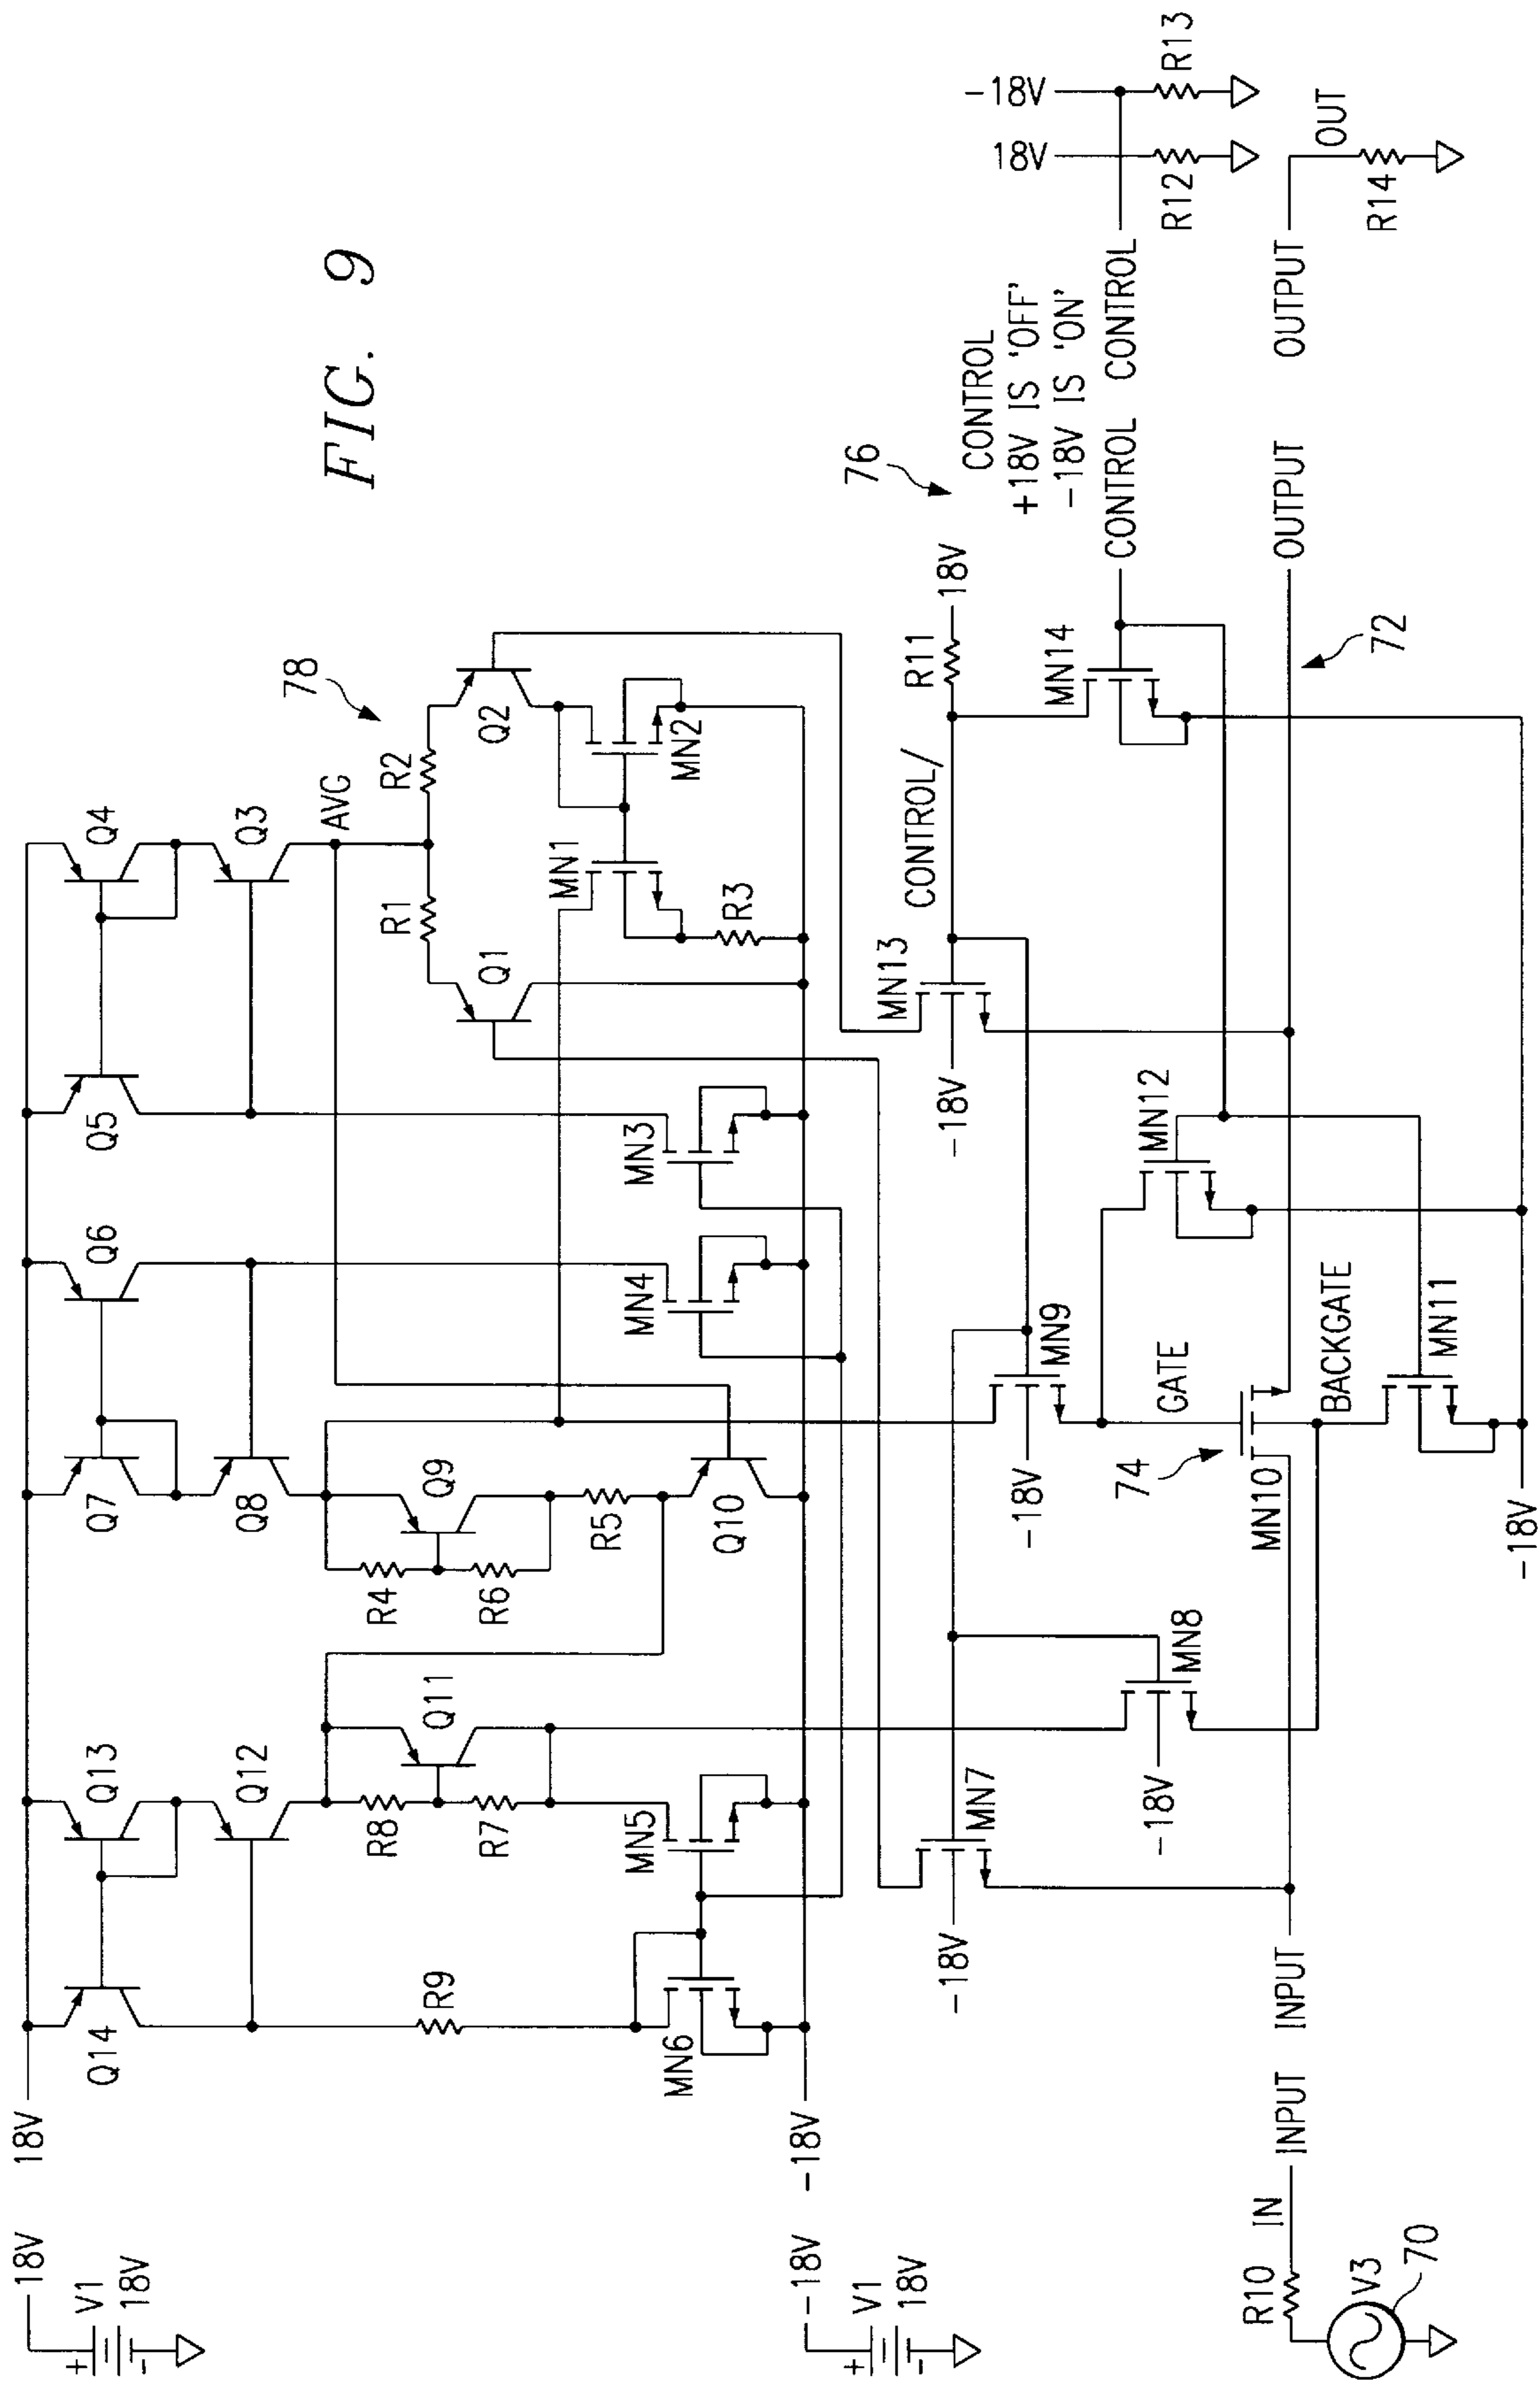 FIG. 9
18V
V1
18V
+
-
18V
Q14
Q13
Q12
Q7
Q8
Q6
Q5
Q4
Q3
AVG
R8
R7
Q11
R4
R6
Q9
R5
Q10
R9
R1
R2
Q1
Q2
78
MN6
MN5
MN4
MN3
MN1
MN2
R3
-18V
V1
18V
+
-
-18V
MN7
-18V
MN8
-18V
MN9
-18V
MN13
-18V
CONTROL/
R11
18V
76
CONTROL
+18V IS 'OFF'
-18V IS 'ON'
MN14
CONTROL
CONTROL
CONTROL
18V
-18V
R12
R13
MN12
GATE
74
MN10
BACKGATE
MN11
-18V
72
OUTPUT
OUTPUT
OUTPUT
OUT
R14
R10
IN
INPUT
INPUT
INPUT
V3
70